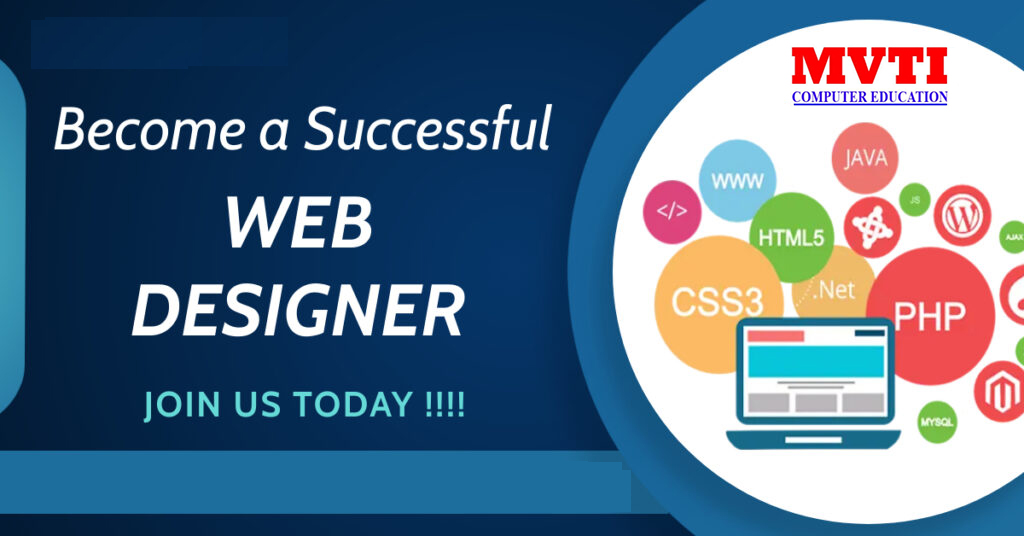 Become a Successful
WEB
DESIGNER
JOIN US TODAY !!!!
MVTI
COMPUTER EDUCATION
JAVA
WWW
</>
JS
HTML5
AJAX
.Net
CSS3
PHP
MYSQL